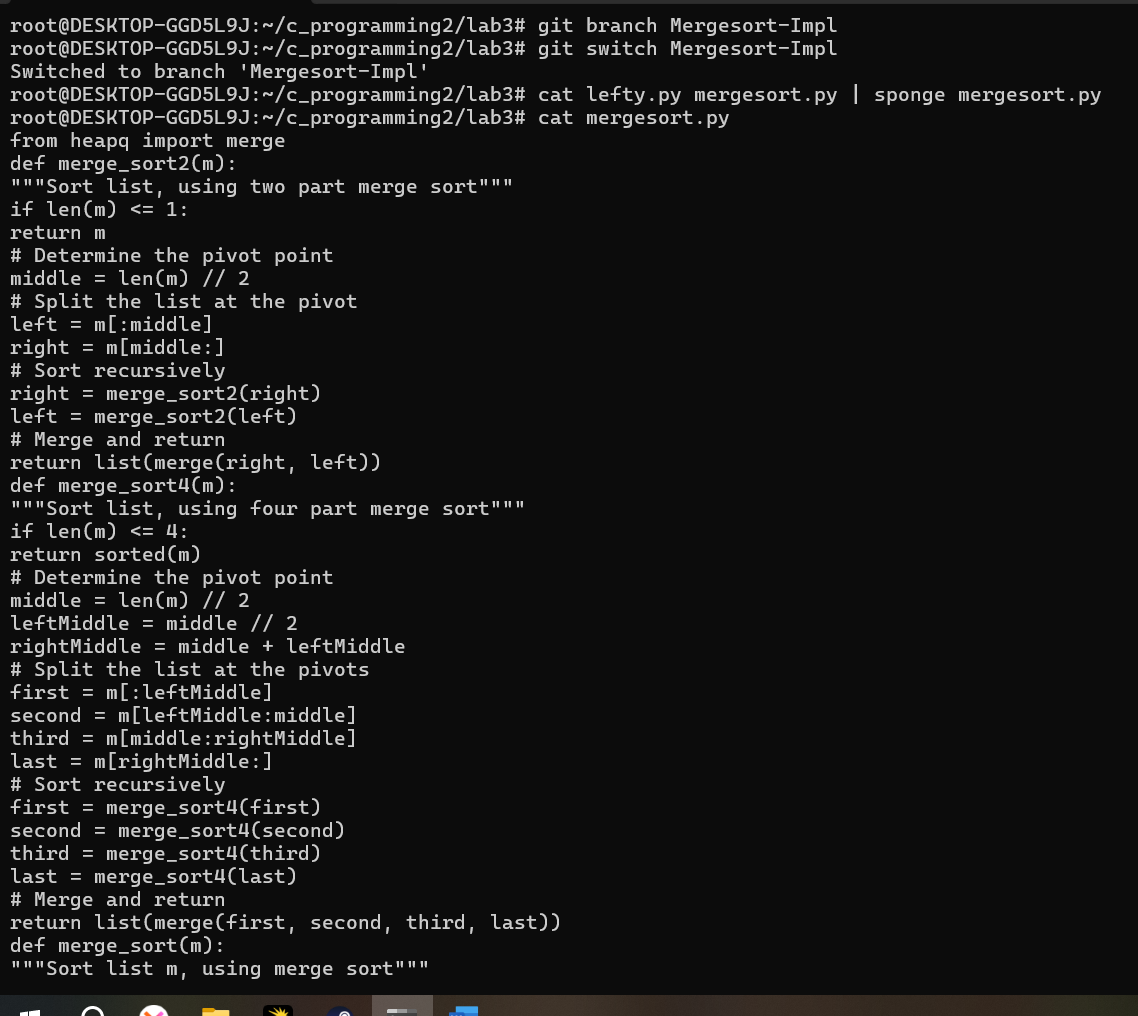 root@DESKTOP-GGD5L9J:~/c_programming2/lab3# git branch Mergesort-Impl
root@DESKTOP-GGD5L9J:~/c_programming2/lab3# git switch Mergesort-Impl
Switched to branch 'Mergesort-Impl'
root@DESKTOP-GGD5L9J:~/c_programming2/lab3# cat lefty.py mergesort.py | sponge mergesort.py
root@DESKTOP-GGD5L9J:~/c_programming2/lab3# cat mergesort.py
from heapq import merge
def merge_sort2(m):
"""Sort list, using two part merge sort"""
if len(m) <= 1:
return m
# Determine the pivot point
middle = len(m) // 2
# Split the list at the pivot
left = m[:middle]
right = m[middle:]
# Sort recursively
right = merge_sort2(right)
left = merge_sort2(left)
# Merge and return
return list(merge(right, left))
def merge_sort4(m):
"""Sort list, using four part merge sort"""
if len(m) <= 4:
return sorted(m)
# Determine the pivot point
middle = len(m) // 2
leftMiddle = middle // 2
rightMiddle = middle + leftMiddle
# Split the list at the pivots
first = m[:leftMiddle]
second = m[leftMiddle:middle]
third = m[middle:rightMiddle]
last = m[rightMiddle:]
# Sort recursively
first = merge_sort4(first)
second = merge_sort4(second)
third = merge_sort4(third)
last = merge_sort4(last)
# Merge and return
return list(merge(first, second, third, last))
def merge_sort(m):
"""Sort list m, using merge sort"""